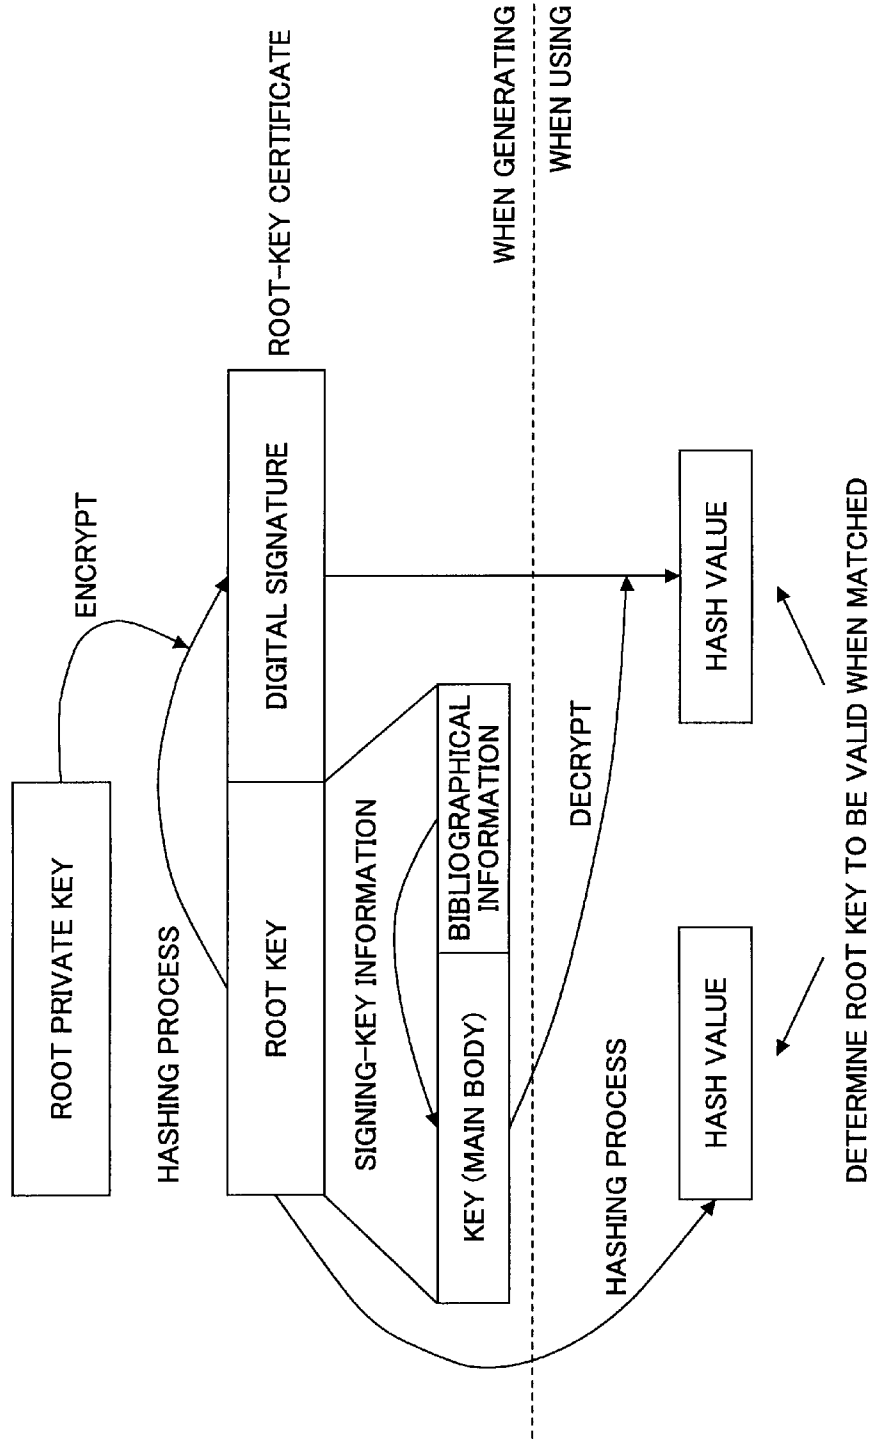 ROOT PRIVATE KEY
ENCRYPT
HASHING PROCESS
ROOT KEY
DIGITAL SIGNATURE
ROOT-KEY CERTIFICATE
SIGNING-KEY INFORMATION
KEY (MAIN BODY)
BIBLIOGRAPHICAL
INFORMATION
WHEN GENERATING
WHEN USING
DECRYPT
HASHING PROCESS
HASH VALUE
HASH VALUE
DETERMINE ROOT KEY TO BE VALID WHEN MATCHED